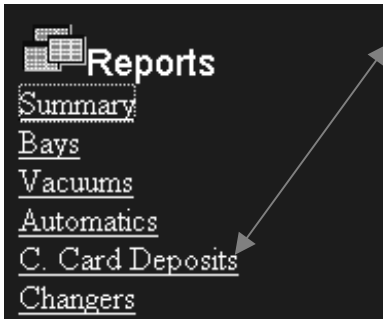 Reports
Summary
Bays
Vacuums
Automatics
C. Card Deposits
Changers